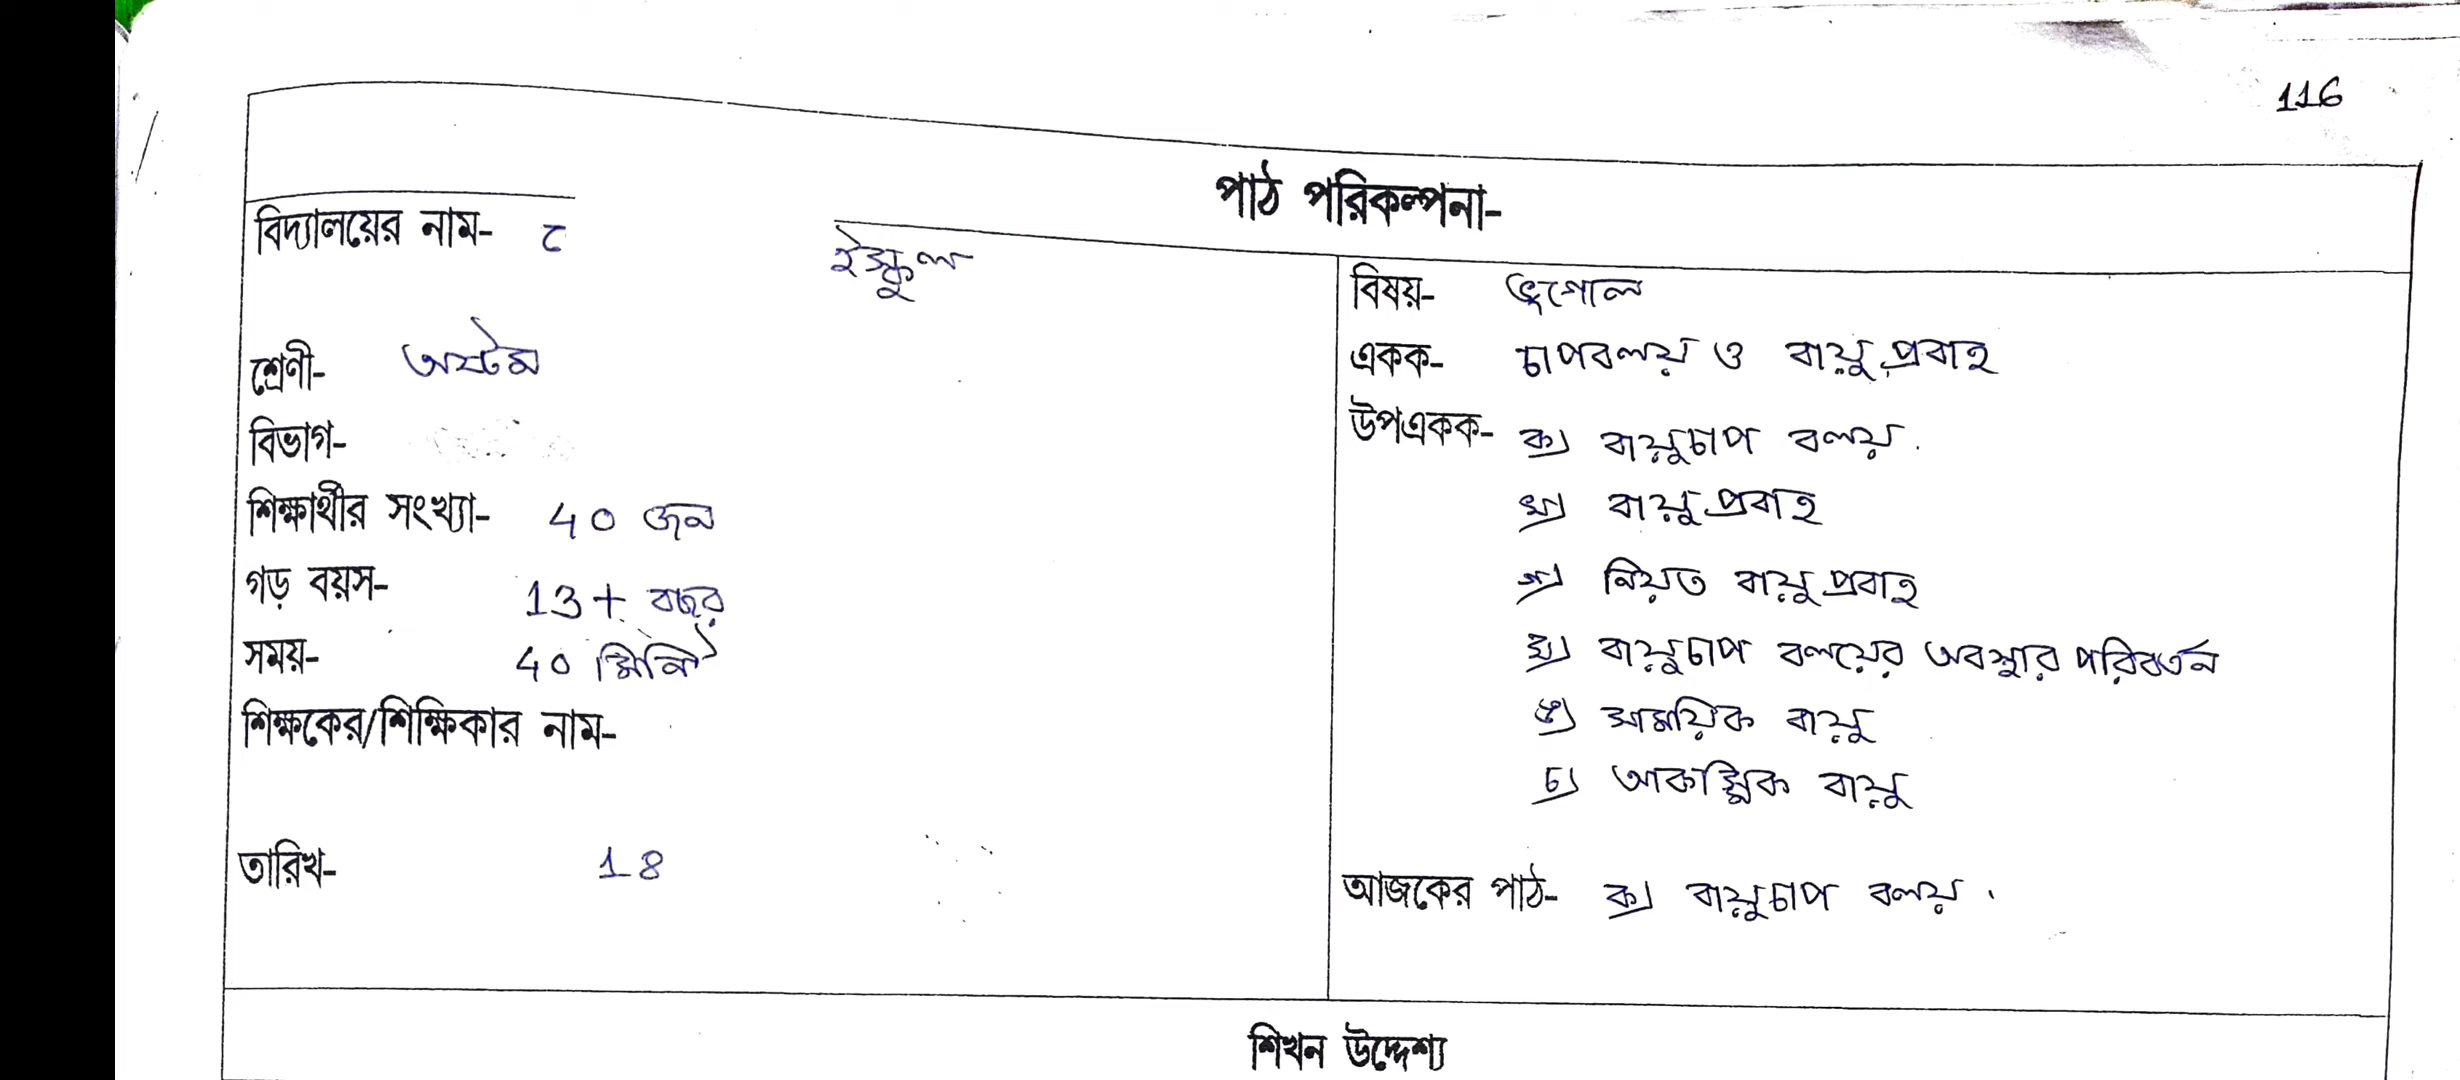 116
পাঠ পরিকল্পনা-
বিদ্যালয়ের নাম- ইস্কুল
শ্রেণী- অষ্টম
বিভাগ-
শিক্ষার্থীর সংখ্যা- 40 জন
গড় বয়স- 13+ বছর
সময়- 40 মিনি
শিক্ষকের/শিক্ষিকার নাম-
তারিখ- 18
বিষয়- ভূগোল
একক- চাপবলয় ও বায়ুপ্রবাহ
উপএকক- ক) বায়ুচাপ বলয়.
খ) বায়ুপ্রবাহ
গ) নিয়ত বায়ুপ্রবাহ
ঘ) বায়ুচাপ বলয়ের অবস্থার পরিবর্তন
ঙ) সাময়িক বায়ু
চ) আকস্মিক বায়ু
আজকের পাঠ- ক) বায়ুচাপ বলয়.
শিখন উদ্দেশ্য